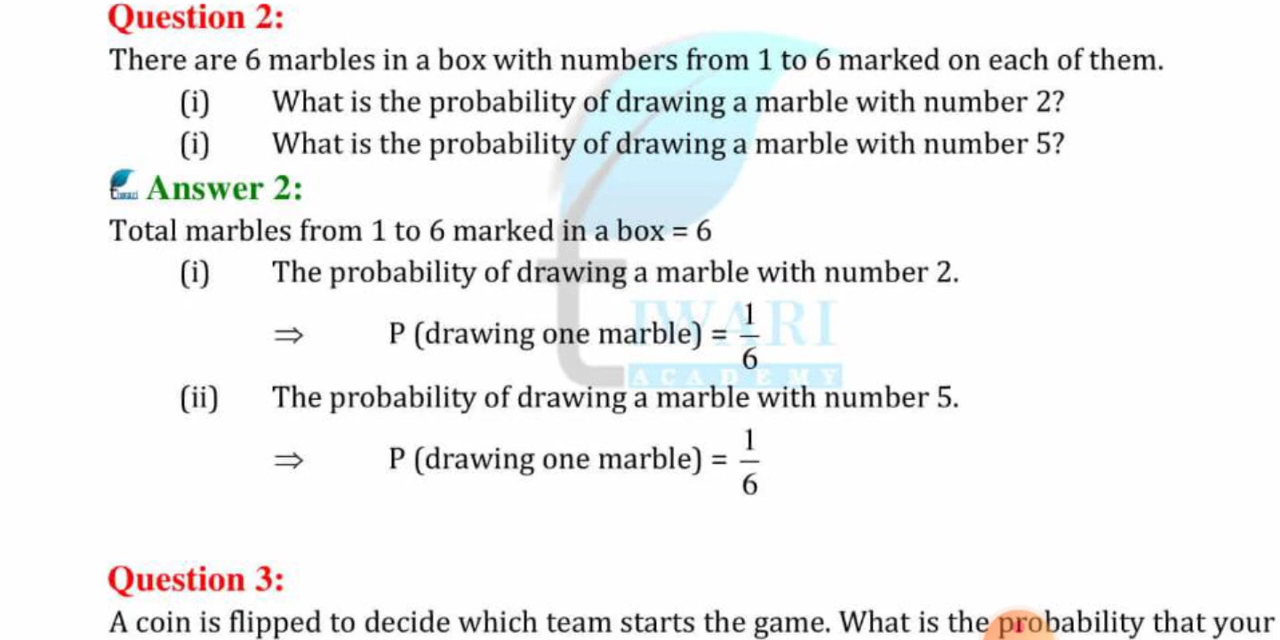 Question 2:
There are 6 marbles in a box with numbers from 1 to 6 marked on each of them.
(i) What is the probability of drawing a marble with number 2?
(i) What is the probability of drawing a marble with number 5?
Answer 2:
Total marbles from 1 to 6 marked in a box = 6
(i) The probability of drawing a marble with number 2.
⇒ P (drawing one marble) = 1/6
(ii) The probability of drawing a marble with number 5.
⇒ P (drawing one marble) = 1/6
IWARI
ACADEMY
Question 3:
A coin is flipped to decide which team starts the game. What is the probability that your